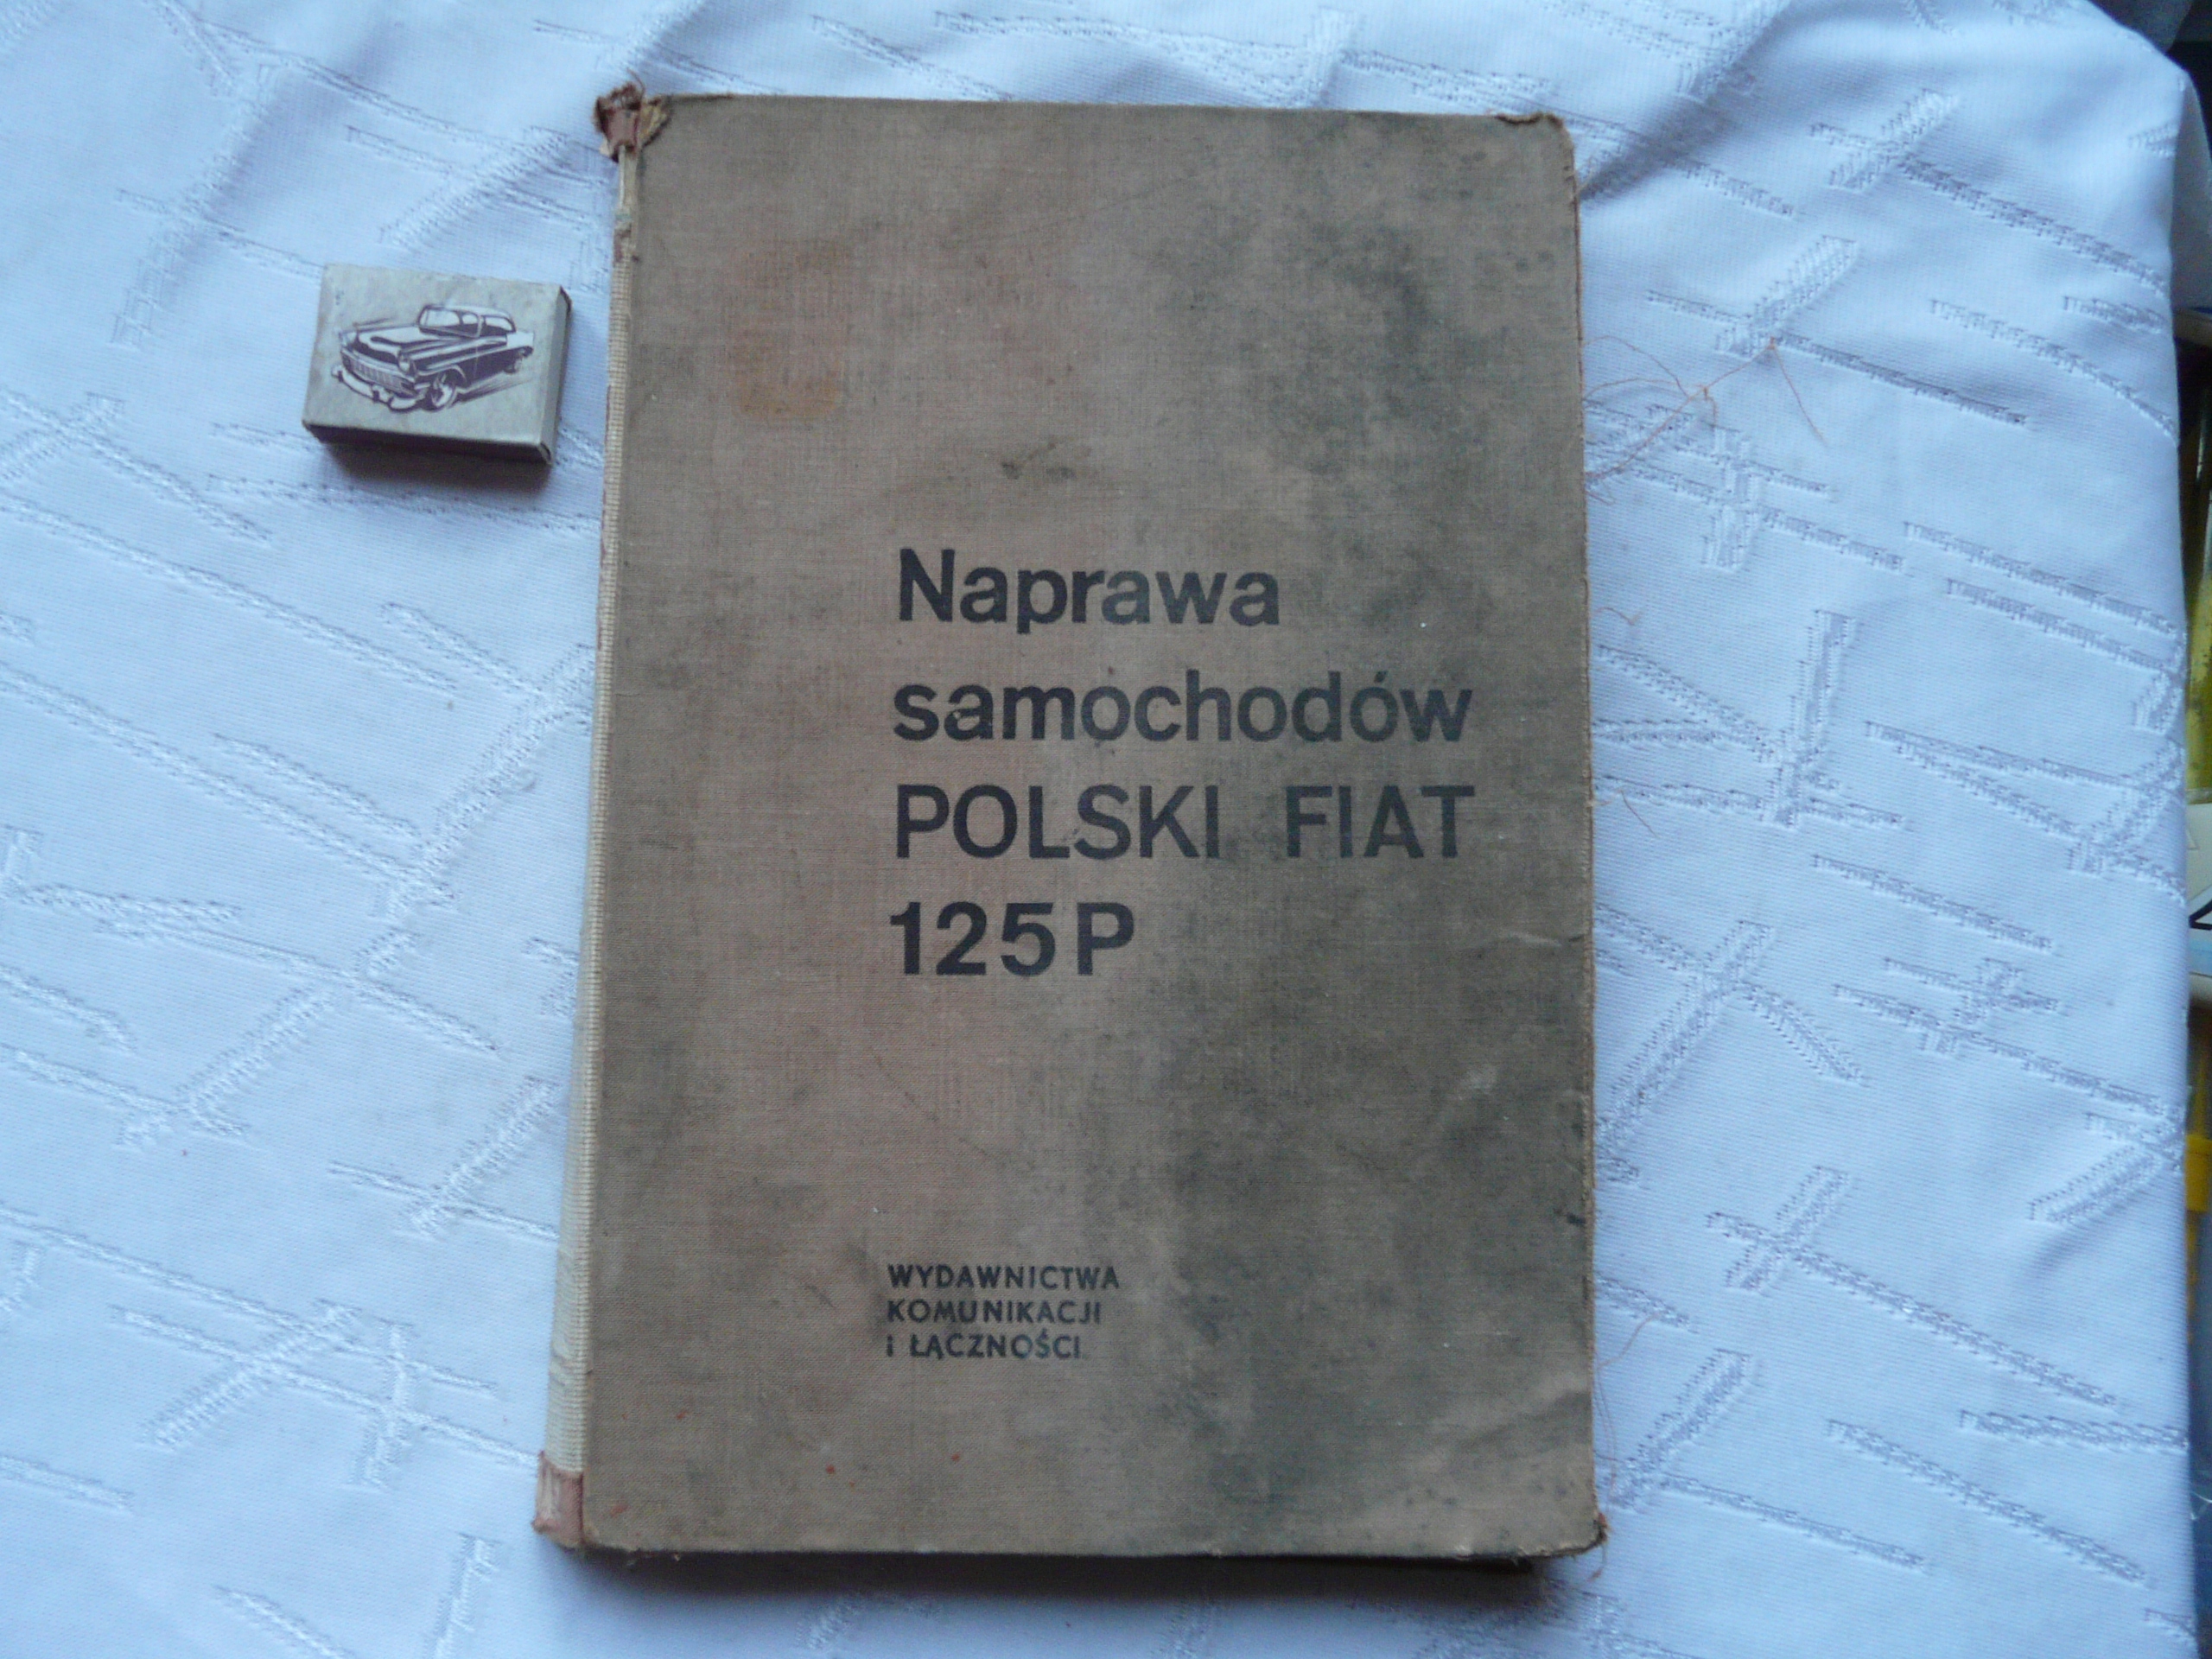 Naprawa
samochodów
POLSKI FIAT
125P
WYDAWNICTWA
KOMUNIKACJI
I ŁĄCZNOŚCI